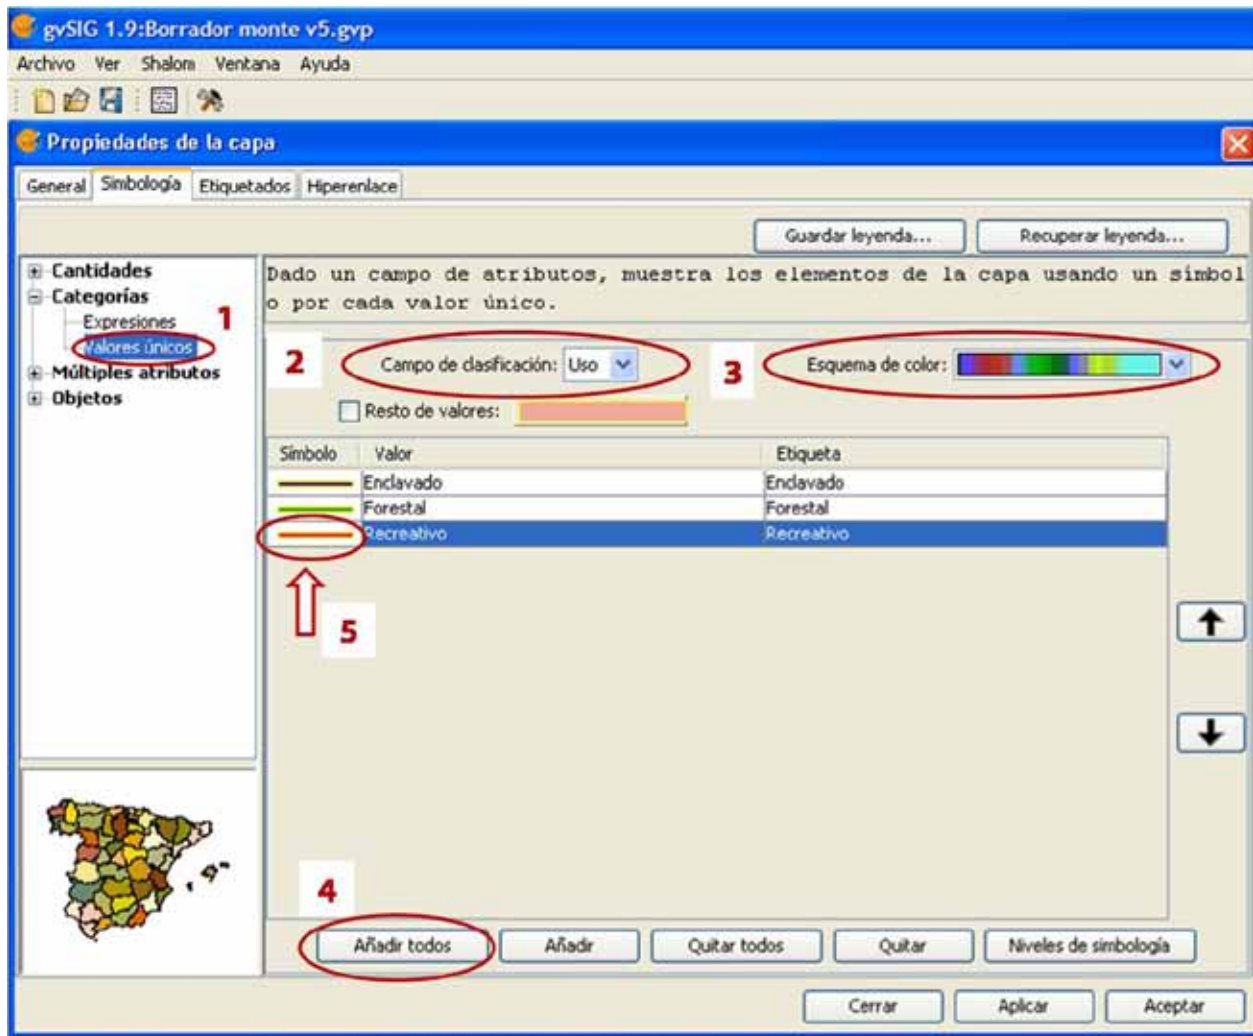 gvSIG 1.9:Borrador monte v5.gvp
Archivo Ver Shalom Ventana Ayuda
Propiedades de la capa
General Simbología Etiquetados Hiperenlace
Guardar leyenda... Recuperar leyenda...
Cantidades
Categorías
Expresiones
Valores únicos
Múltiples atributos
Objetos
1
Dado un campo de atributos, muestra los elementos de la capa usando un símbol
o por cada valor único.
2 Campo de clasificación: Uso 3 Esquema de color:
Resto de valores:
Símbolo Valor Etiqueta
Enclavado Enclavado
Forestal Forestal
Recreativo Recreativo
5
4
Añadir todos Añadir Quitar todos Quitar Niveles de simbología
Cerrar Aplicar Aceptar